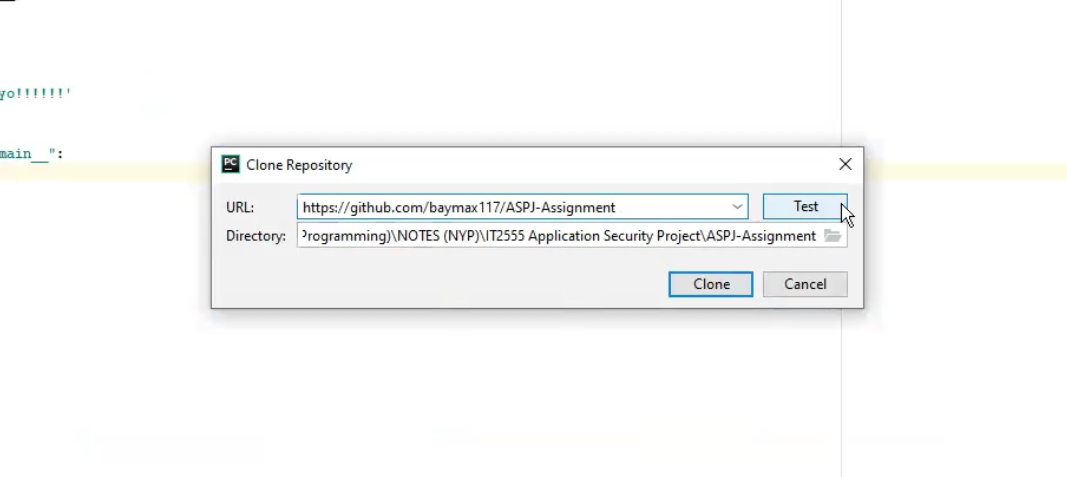 yo!!!!!!'
main__":
PC Clone Repository
URL: https://github.com/baymax117/ASPJ-Assignment Test
Directory: Programming)\NOTES (NYP)\IT2555 Application Security Project\ASPJ-Assignment
Clone Cancel